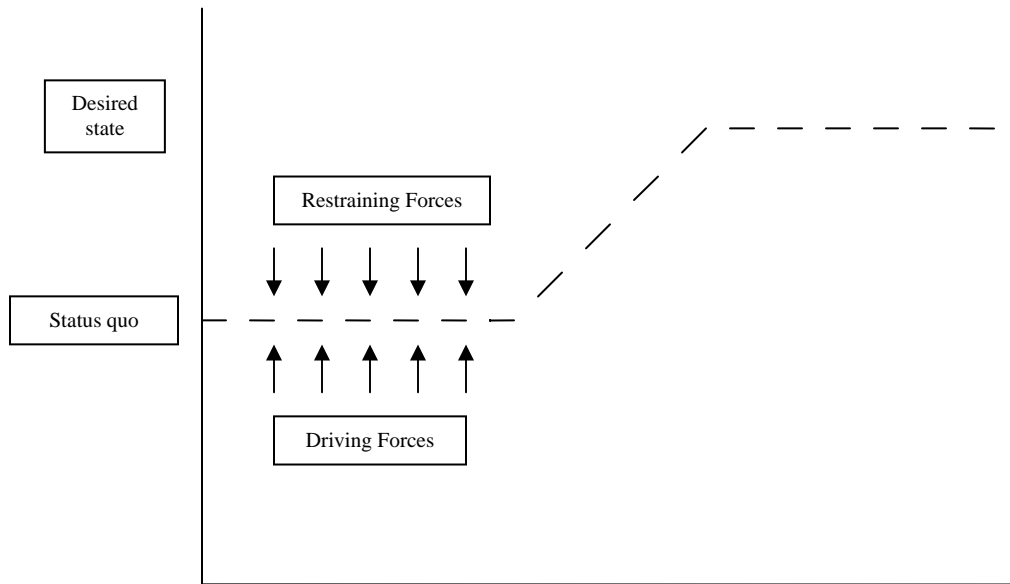 Desired
state
Restraining Forces
Status quo
Driving Forces